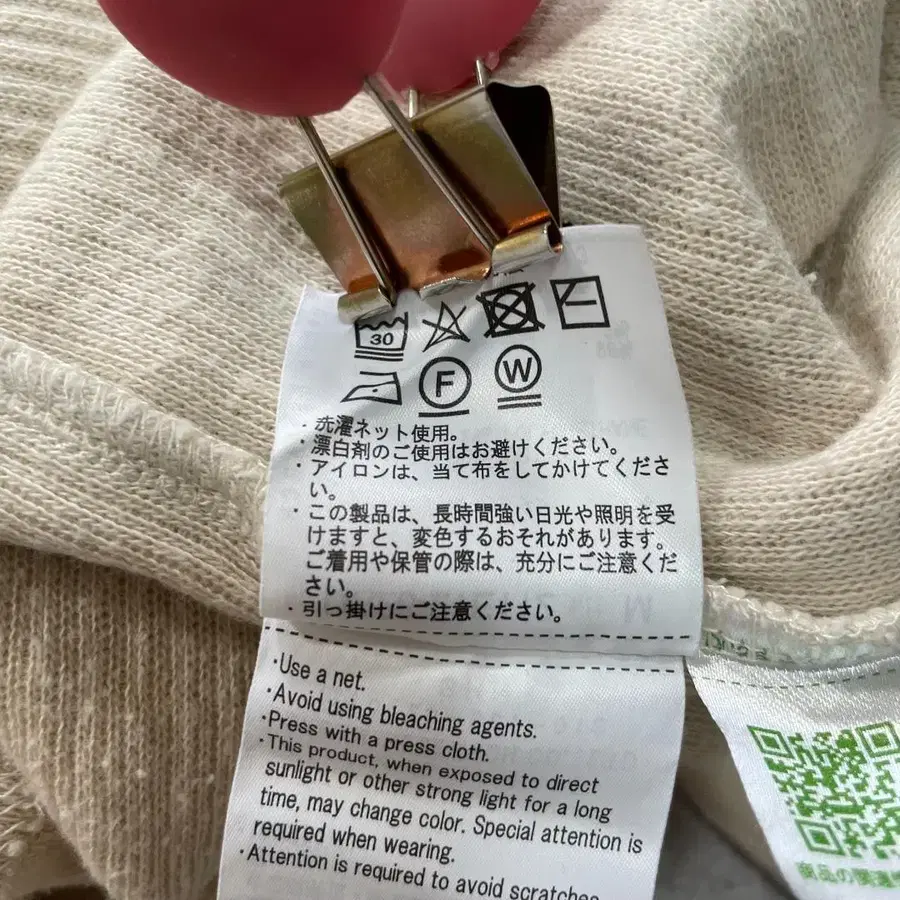 30
F W
・洗濯ネット使用。
・漂白剤のご使用はお避けください。
・アイロンは、当て布をしてかけてくださ
い。
・この製品は、長時間強い日光や照明を受
けますと、変色するおそれがあります。
ご着用や保管の際は、充分にご注意くだ
さい。
・引っ掛けにご注意ください。
・Use a net.
・Avoid using bleaching agents.
・Press with a press cloth.
・This product, when exposed to direct
sunlight or other strong light for a long
time, may change color. Special attention is
required when wearing.
・Attention is required to avoid scratches
商品の関連